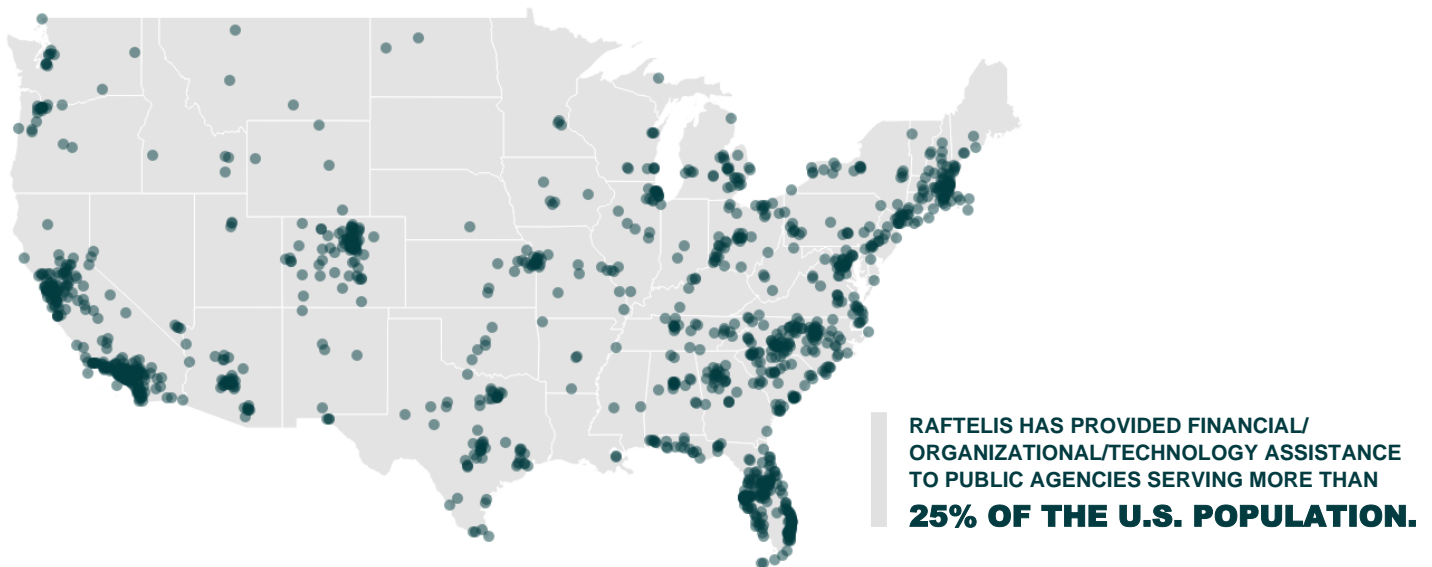 RAFTELIS HAS PROVIDED FINANCIAL/
ORGANIZATIONAL/TECHNOLOGY ASSISTANCE
TO PUBLIC AGENCIES SERVING MORE THAN
25% OF THE U.S. POPULATION.